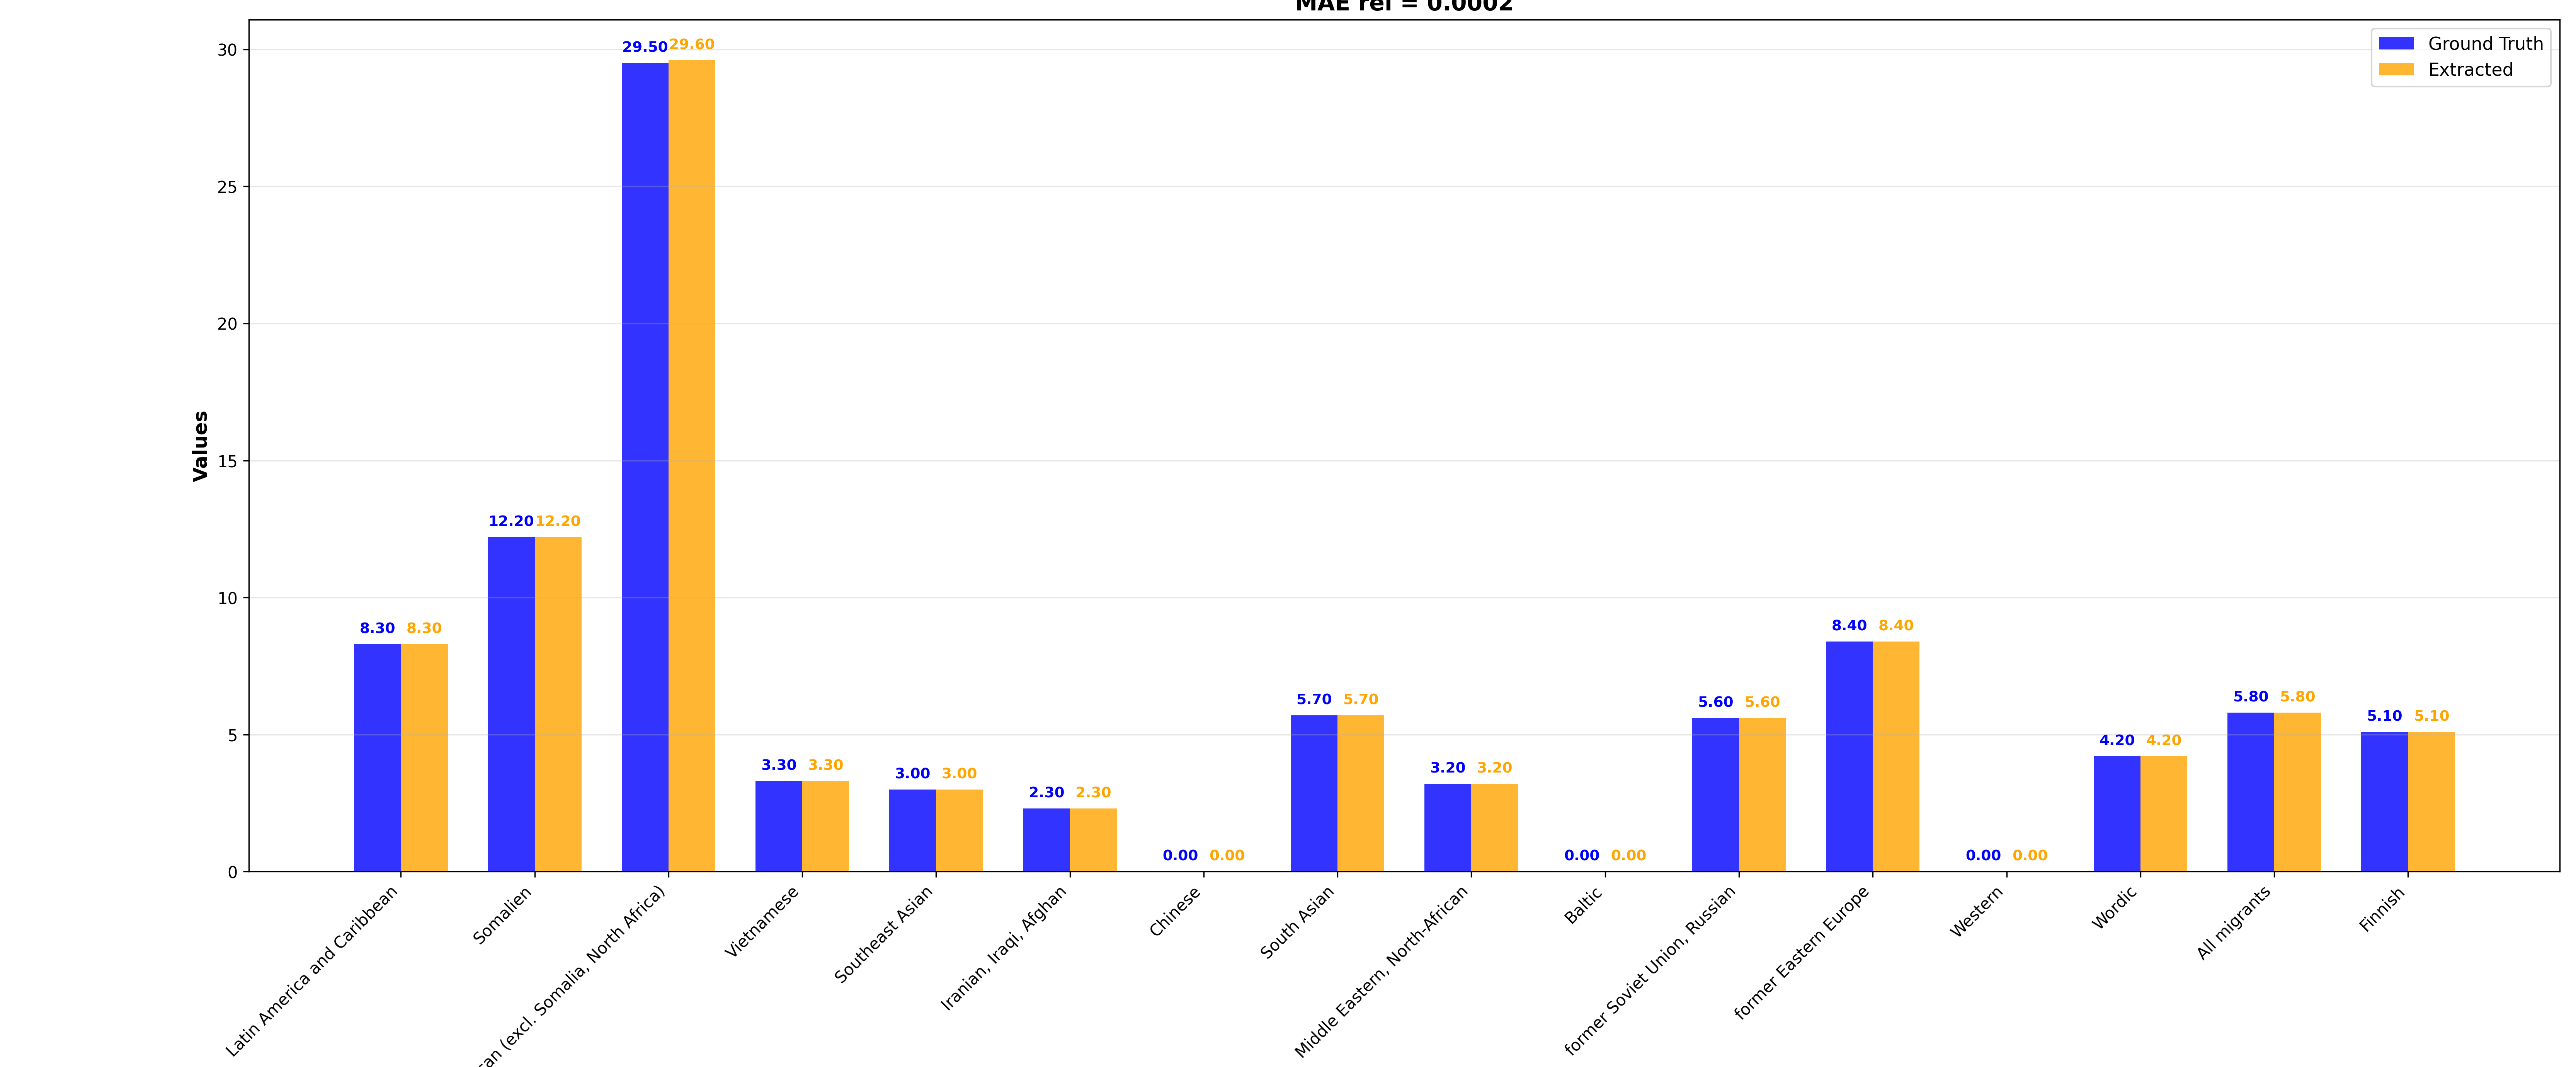 MAE rel = 0.0002
Ground Truth
Extracted
Values
30
25
20
15
10
5
0
8.30 8.30
12.20 12.20
29.50 29.60
3.30 3.30
3.00 3.00
2.30 2.30
0.00 0.00
5.70 5.70
3.20 3.20
0.00 0.00
5.60 5.60
8.40 8.40
0.00 0.00
4.20 4.20
5.80 5.80
5.10 5.10
Latin America and Caribbean
Somalien
(excl. Somalia, North Africa)
Vietnamese
Southeast Asian
Iranian, Iraqi, Afghan
Chinese
South Asian
Middle Eastern, North-African
Baltic
former Soviet Union, Russian
former Eastern Europe
Western
Wordic
All migrants
Finnish